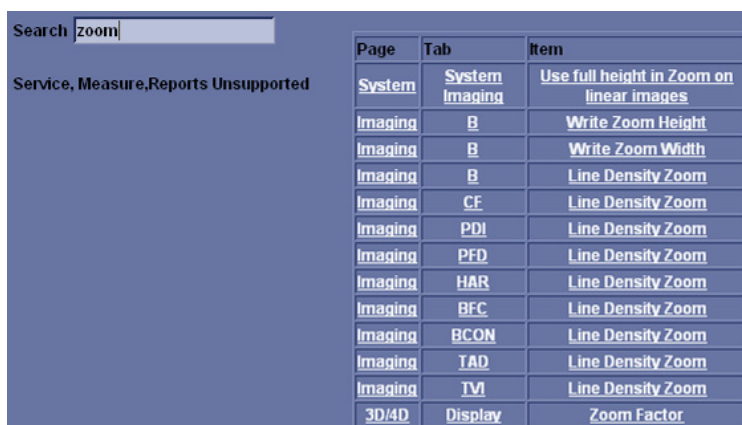 Search zoom
Service, Measure,Reports Unsupported
Page Tab Item
System System Imaging Use full height in Zoom on linear images
Imaging B Write Zoom Height
Imaging B Write Zoom Width
Imaging B Line Density Zoom
Imaging CF Line Density Zoom
Imaging PDI Line Density Zoom
Imaging PFD Line Density Zoom
Imaging HAR Line Density Zoom
Imaging BFC Line Density Zoom
Imaging BCON Line Density Zoom
Imaging TAD Line Density Zoom
Imaging TVI Line Density Zoom
3D/4D Display Zoom Factor